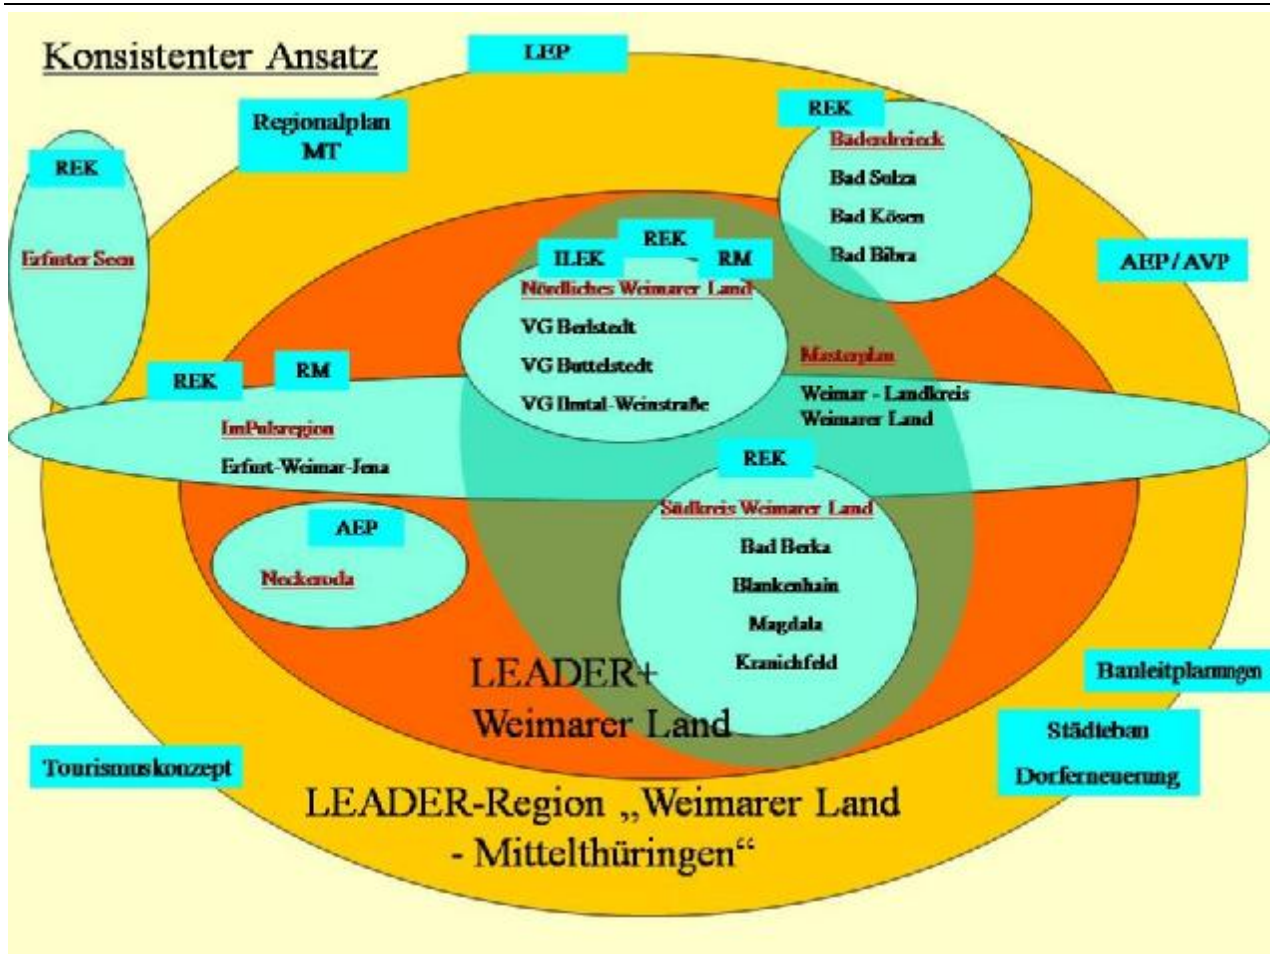 Konsistenter Ansatz
LEP
Regionalplan
MT
REK
Bäderdreieck
Bad Sulza
Bad Kösen
Bad Bibra
REK
Erfurter Seen
AEP / AVP
ILEK
REK
RM
Nördliches Weimarer Land
VG Berlstedt
VG Buttelstedt
VG Ilmtal-Weinstraße
Masterplan
Weimar - Landkreis
Weimarer Land
REK
RM
ImPulsregion
Erfurt-Weimar-Jena
REK
Südkreis Weimarer Land
Bad Berka
Blankenhain
Magdala
Kranichfeld
AEP
Neckeroda
LEADER+
Weimarer Land
Bauleitplanungen
Städtebau
Dorferneuerung
Tourismuskonzept
LEADER-Region „Weimarer Land
- Mittelthüringen“